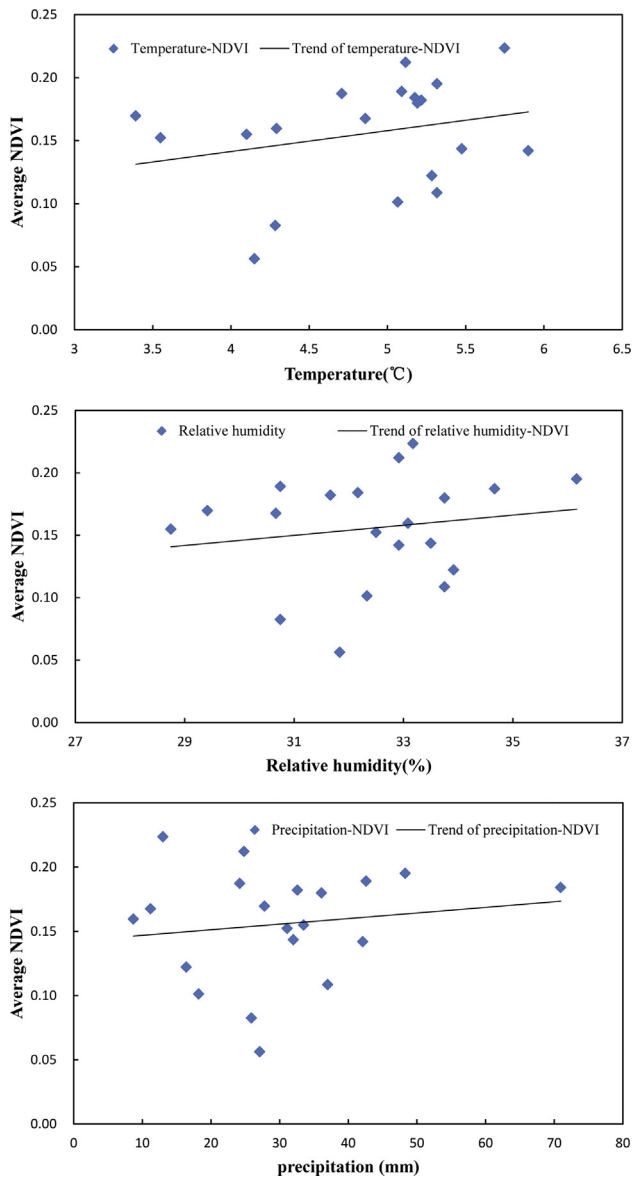 0.25
Temperature-NDVI Trend of temperature-NDVI
0.20
0.15
0.10
0.05
0.00
Average NDVI
3 3.5 4 4.5 5 5.5 6 6.5
Temperature(℃)
0.25
Relative humidity Trend of relative humidity-NDVI
0.20
0.15
0.10
0.05
0.00
Average NDVI
27 29 31 33 35 37
Relative humidity(%)
0.25
Precipitation-NDVI Trend of precipitation-NDVI
0.20
0.15
0.10
0.05
0.00
Average NDVI
0 10 20 30 40 50 60 70 80
precipitation (mm)